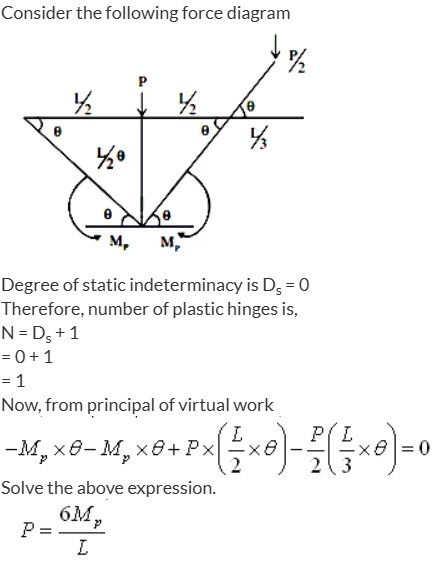 Consider the following force diagram
P/2
P
L/2
L/2
θ
θ
θ
L/3
L/2 θ
θ
θ
Mₚ
Mₚ
Degree of static indeterminacy is Dₛ = 0
Therefore, number of plastic hinges is,
N = Dₛ + 1
= 0 + 1
= 1
Now, from principal of virtual work
−Mₚ × θ − Mₚ × θ + P × (L/2 × θ) − P/2 (L/3 × θ) = 0
Solve the above expression.
P = 6Mₚ/L